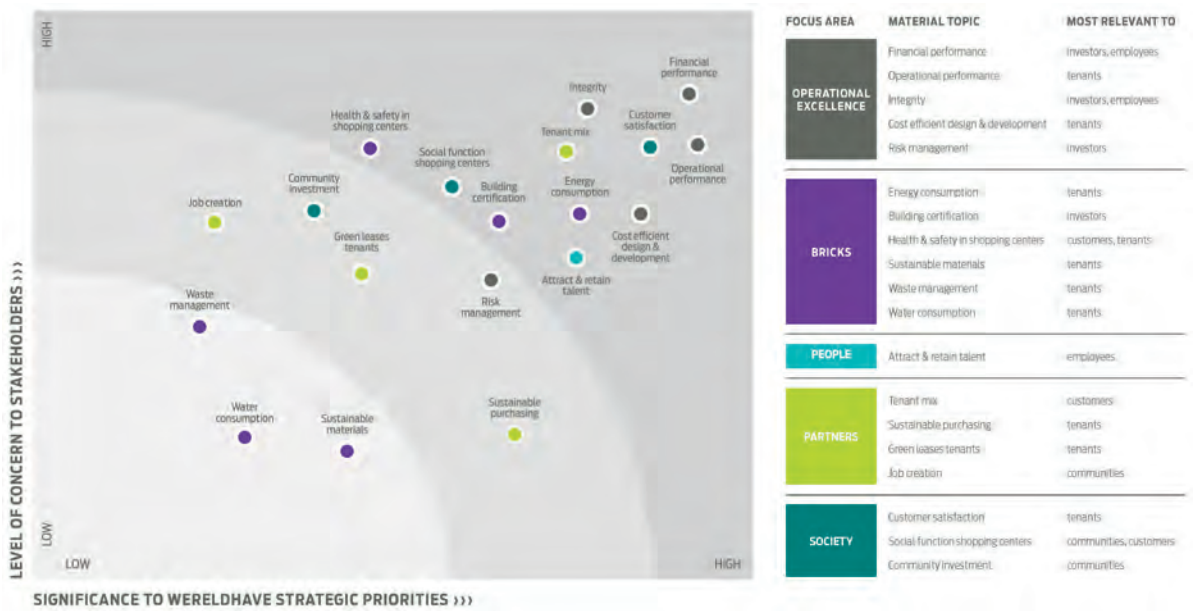 HIGH
Financial
performance
Integrity
Health & safety in
shopping centers
Customer
satisfaction
Tenant mix
Social function
shopping centers
Operational
performance
Community
investment
Building
certification
Energy
consumption
Job creation
Green leases
tenants
Cost efficient
design &
development
Attract & retain
talent
Waste
management
Risk
management
Water
consumption
Sustainable
materials
Sustainable
purchasing
LOW
LOW
HIGH
LEVEL OF CONCERN TO STAKEHOLDERS >>>
SIGNIFICANCE TO WERELDHAVE STRATEGIC PRIORITIES >>>
FOCUS AREA MATERIAL TOPIC MOST RELEVANT TO
OPERATIONAL
EXCELLENCE
Financial performance investors, employees
Operational performance tenants
Integrity investors, employees
Cost efficient design & development tenants
Risk management investors
BRICKS
Energy consumption tenants
Building certification investors
Health & safety in shopping centers customers, tenants
Sustainable materials tenants
Waste management tenants
Water consumption tenants
PEOPLE Attract & retain talent employees
PARTNERS
Tenant mix customers
Sustainable purchasing tenants
Green leases tenants tenants
Job creation communities
SOCIETY
Customer satisfaction tenants
Social function shopping centers communities, customers
Community investment communities